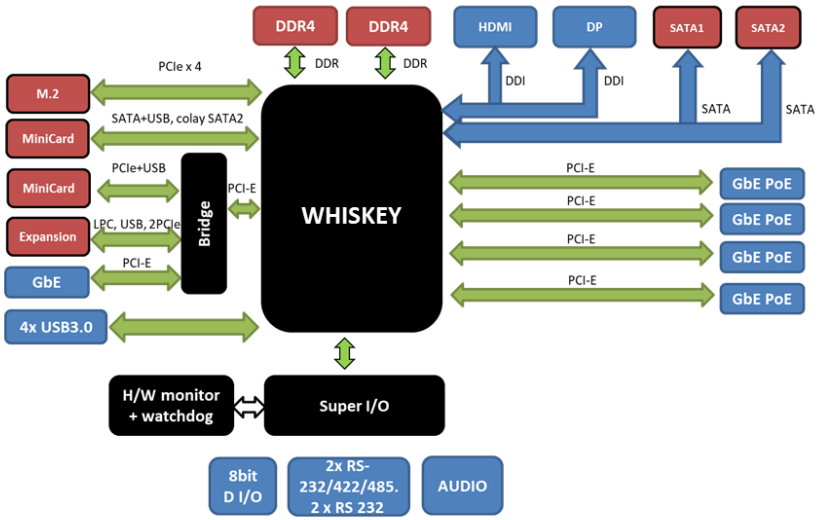 DDR4
DDR4
HDMI
DP
SATA1
SATA2
DDR
DDR
DDI
DDI
SATA
SATA
PCIe x 4
M.2
SATA+USB, colay SATA2
MiniCard
PCIe+USB
MiniCard
PCI-E
Bridge
LPC, USB, 2PCIe
Expansion
PCI-E
GbE
4x USB3.0
WHISKEY
PCI-E
GbE PoE
PCI-E
GbE PoE
PCI-E
GbE PoE
PCI-E
GbE PoE
H/W monitor
+ watchdog
Super I/O
8bit
D I/O
2x RS-
232/422/485.
2 x RS 232
AUDIO